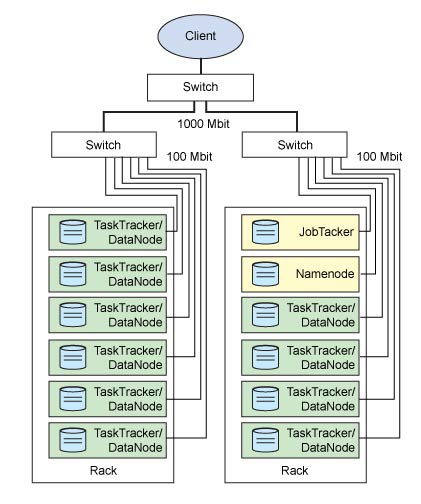 Client
Switch
1000 Mbit
Switch
Switch
100 Mbit
100 Mbit
TaskTracker/
DataNode
TaskTracker/
DataNode
TaskTracker/
DataNode
TaskTracker/
DataNode
TaskTracker/
DataNode
TaskTracker/
DataNode
Rack
JobTacker
Namenode
TaskTracker/
DataNode
TaskTracker/
DataNode
TaskTracker/
DataNode
TaskTracker/
DataNode
Rack